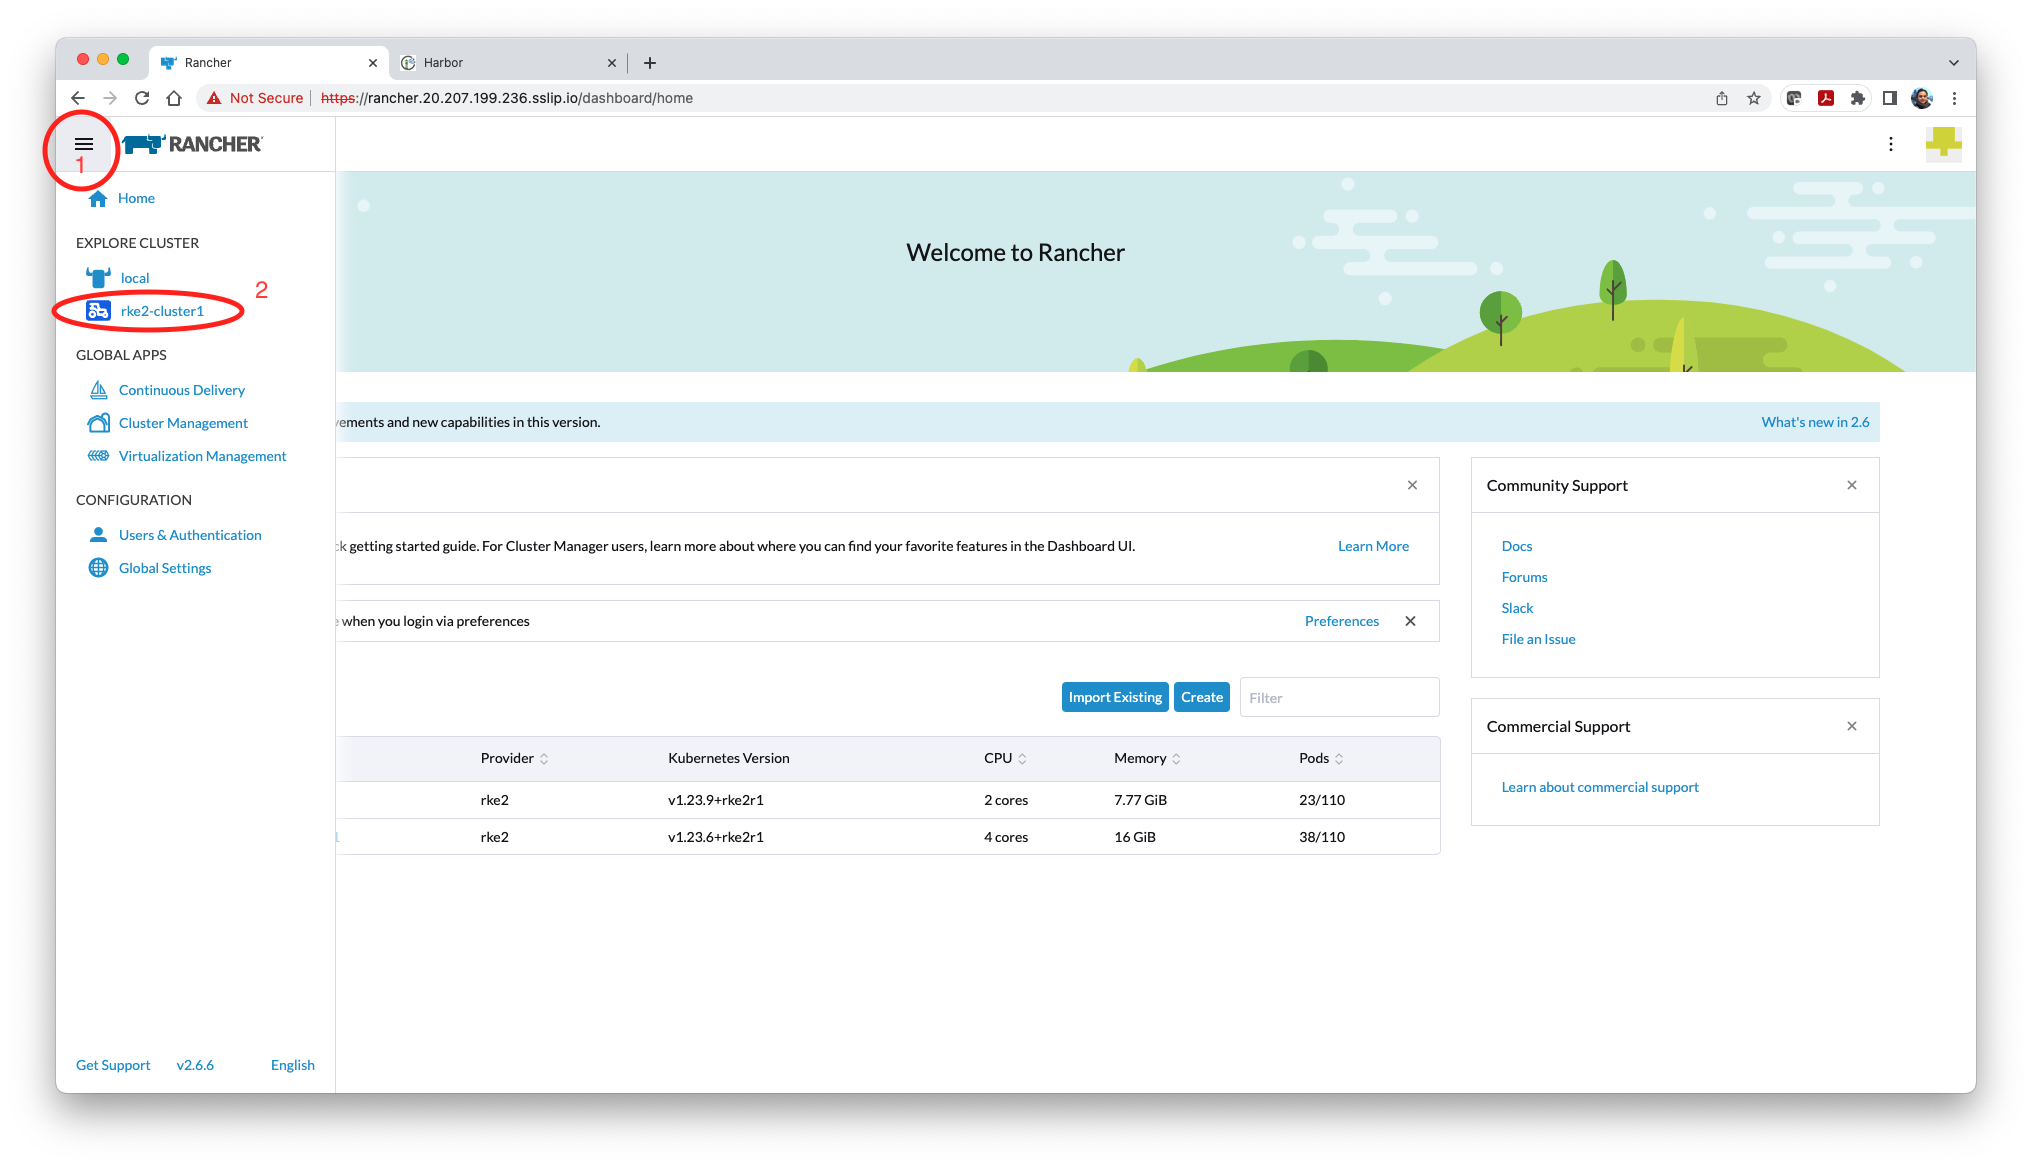 Rancher
Harbor
Not Secure | https://rancher.20.207.199.236.sslip.io/dashboard/home
1
RANCHER
Home
EXPLORE CLUSTER
local
2
rke2-cluster1
GLOBAL APPS
Continuous Delivery
Cluster Management
Virtualization Management
CONFIGURATION
Users & Authentication
Global Settings
Get Support v2.6.6 English
Welcome to Rancher
and new capabilities in this version.
What's new in 2.6
getting started guide. For Cluster Manager users, learn more about where you can find your favorite features in the Dashboard UI.
Learn More
when you login via preferences
Preferences
Import Existing Create Filter
Provider Kubernetes Version CPU Memory Pods
rke2 v1.23.9+rke2r1 2 cores 7.77 GiB 23/110
rke2 v1.23.6+rke2r1 4 cores 16 GiB 38/110
Community Support
Docs
Forums
Slack
File an Issue
Commercial Support
Learn about commercial support